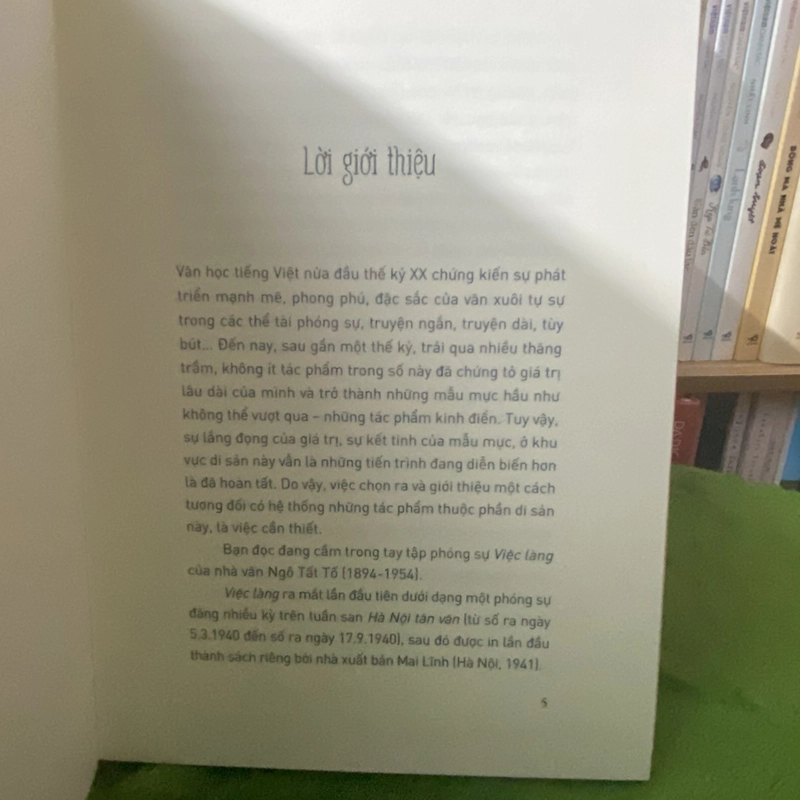 Lời giới thiệu
Văn học tiếng Việt nửa đầu thế kỷ XX chứng kiến sự phát
triển mạnh mẽ, phong phú, đặc sắc của văn xuôi tự sự
trong các thể tài phóng sự, truyện ngắn, truyện dài, tùy
bút... Đến nay, sau gần một thế kỷ, trải qua nhiều thăng
trầm, không ít tác phẩm trong số này đã chứng tỏ giá trị
lâu dài của mình và trở thành những mẫu mực hầu như
không thể vượt qua – những tác phẩm kinh điển. Tuy vậy,
sự lắng đọng của giá trị, sự kết tinh của mẫu mực, ở khu
vực di sản này vẫn là những tiến trình đang diễn biến hơn
là đã hoàn tất. Do vậy, việc chọn ra và giới thiệu một cách
tương đối có hệ thống những tác phẩm thuộc phần di sản
này, là việc cần thiết.
Bạn đọc đang cầm trong tay tập phóng sự Việc làng
của nhà văn Ngô Tất Tố (1894-1954).
Việc làng ra mắt lần đầu tiên dưới dạng một phóng sự
đăng nhiều kỳ trên tuần san Hà Nội tân văn (từ số ra ngày
5.3.1940 đến số ra ngày 17.9.1940), sau đó được in lần đầu
thành sách riêng bởi nhà xuất bản Mai Lĩnh (Hà Nội, 1941).
5
BÓNG MA NHÀ MẸ HOÁT